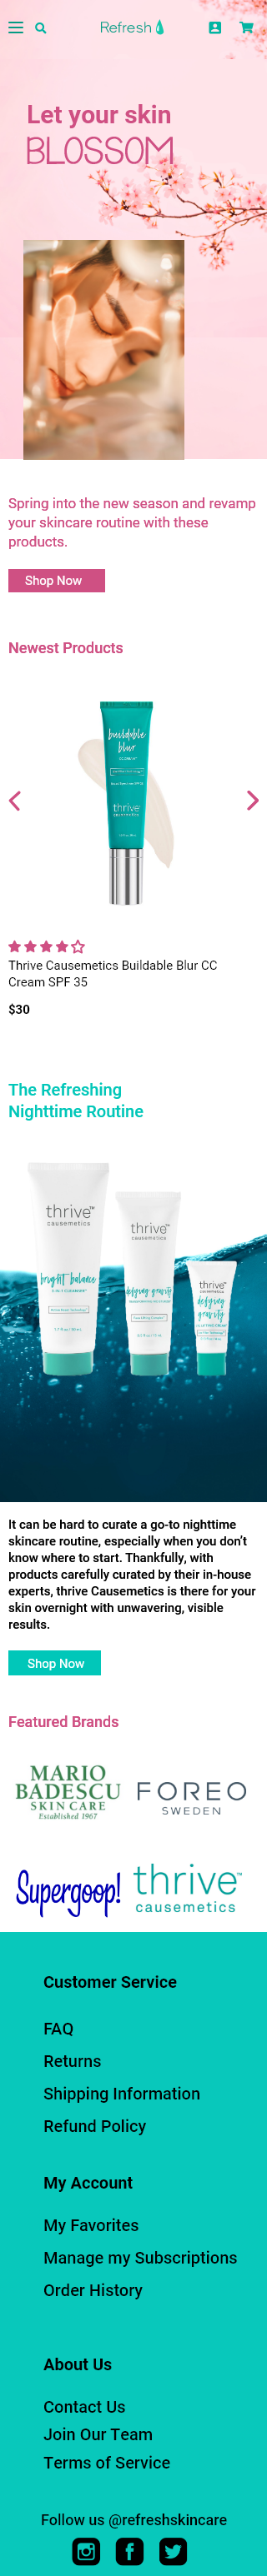 Refresh
Let your skin
BLOSSOM
Spring into the new season and revamp
your skincare routine with these
products.
Shop Now
Newest Products
buildable
blur
thrive
causemetics
Thrive Causemetics Buildable Blur CC
Cream SPF 35
$30
The Refreshing
Nighttime Routine
thrive™
causemetics
bright balance
thrive™
causemetics
defying gravity
thrive™
causemetics
defying
gravity
It can be hard to curate a go-to nighttime
skincare routine, especially when you don’t
know where to start. Thankfully, with
products carefully curated by their in-house
experts, thrive Causemetics is there for your
skin overnight with unwavering, visible
results.
Shop Now
Featured Brands
MARIO
BADESCU
SKIN CARE
Established 1967
FOREO
SWEDEN
Supergoop!
thrive™
causemetics
Customer Service
FAQ
Returns
Shipping Information
Refund Policy
My Account
My Favorites
Manage my Subscriptions
Order History
About Us
Contact Us
Join Our Team
Terms of Service
Follow us @refreshskincare